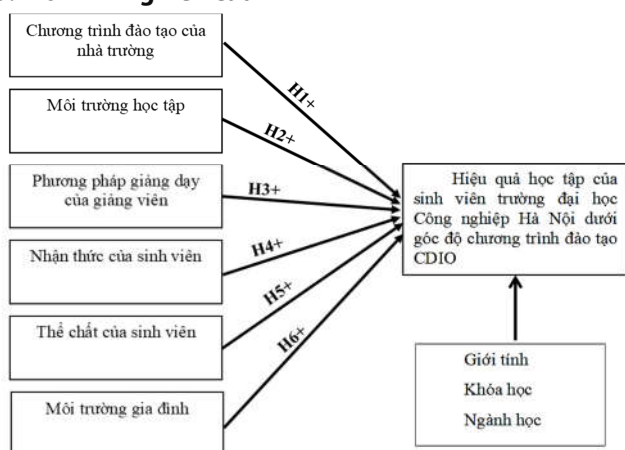 Chương trình đào tạo của
nhà trường
Môi trường học tập
Phương pháp giảng dạy
của giảng viên
Nhận thức của sinh viên
Thể chất của sinh viên
Môi trường gia đình
H1+
H2+
H3+
H4+
H5+
H6+
Hiệu quả học tập của
sinh viên trường đại học
Công nghiệp Hà Nội dưới
góc độ chương trình đào tạo
CDIO
Giới tính
Khóa học
Ngành học